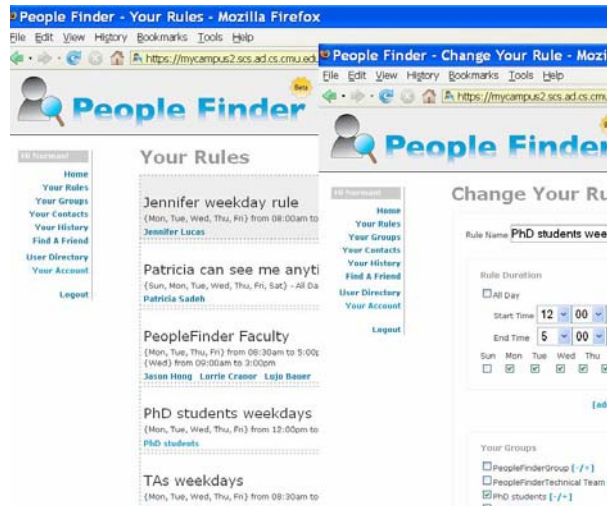 People Finder - Your Rules - Mozilla Firefox
File Edit View History Bookmarks Tools Help
https://mycampus2.scs.ad.cs.cmu.ed
Beta
People Finder
Hi Norman!
Home
Your Rules
Your Groups
Your Contacts
Your History
Find A Friend
User Directory
Your Account
Logout
Your Rules
Jennifer weekday rule
{Mon, Tue, Wed, Thu, Fri} from 08:00am to
Jennifer Lucas
Patricia can see me anyti
{Sun, Mon, Tue, Wed, Thu, Fri, Sat} - All Da
Patricia Sadeh
PeopleFinder Faculty
{Mon, Tue, Thu, Fri} from 08:30am to 5:00p
{Wed} from 09:00am to 3:00pm
Jason Hong Lorrie Cranor Lujo Bauer
PhD students weekdays
{Mon, Tue, Wed, Thu, Fri} from 12:00pm to
PhD students
TAs weekdays
{Mon, Tue, Wed, Thu, Fri} from 08:30am to
People Finder - Change Your Rule - Mozi
File Edit View History Bookmarks Tools Help
https://mycampus2.scs.ad.cs.cmu
People Finder
Hi Norman!
Home
Your Rules
Your Groups
Your Contacts
Your History
Find A Friend
User Directory
Your Account
Logout
Change Your Ru
Rule Name PhD students wee
Rule Duration
All Day
Start Time 12 00
End Time 5 00
Sun Mon Tue Wed Thu
[ad
Your Groups
PeopleFinderGroup [-/+]
PeopleFinderTechnical Team
PhD students [-/+]